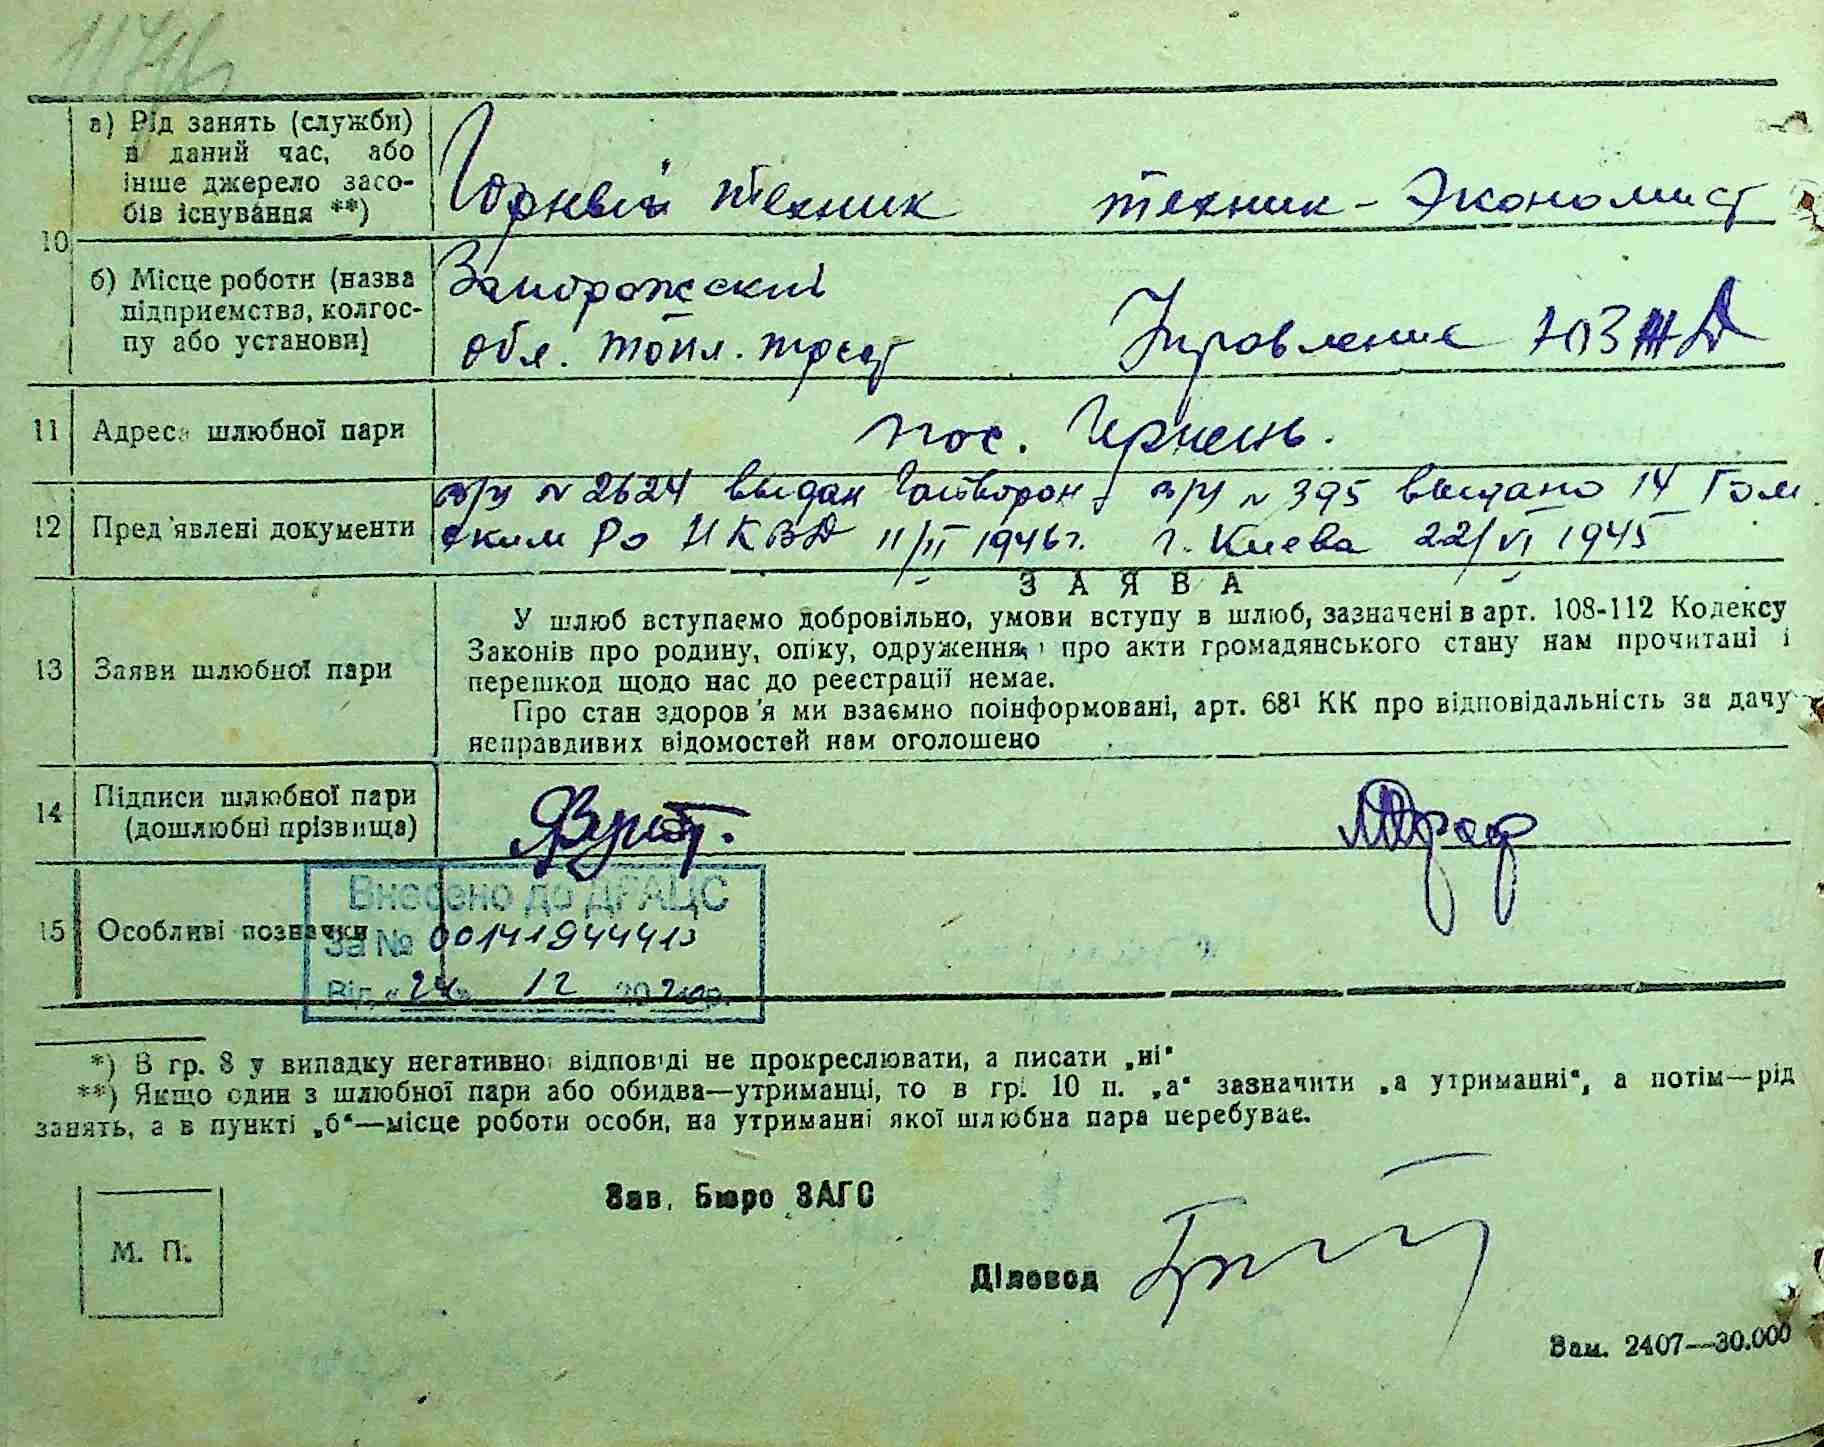 10
а) Рід занять (служби)
в даний час, або
інше джерело засо-
бів існування **)
Горный техник техник - Экономист
б) Місце роботи (назва
підприємства, колгос-
пу або установи)
Запорожский
обл. топл. трест Управление ЮЗЖД
11 Адреса шлюбної пари
пос. Ирпень.
12 Пред'явлені документи
№ 2624 выдан № 395 выдано 14 Гом.
ским Ро НКВД 11/II 1946 г. г. Киева 22/VI 1945
ЗАЯВА
13 Заяви шлюбної пари
У шлюб вступаємо добровільно, умови вступу в шлюб, зазначені в арт. 108-112 Кодексу
Законів про родину, опіку, одруження і про акти громадянського стану нам прочитані і
перешкод щодо нас до реєстрації немає.
Про стан здоров'я ми взаємно поінформовані, арт. 68¹ КК про відповідальність за дачу
неправдивих відомостей нам оголошено
14 Підписи шлюбної пари
(дошлюбні прізвища)
15 Особливі позначки
Внесено до ДРАЦС
За № 00141944413
Від «24» 12 20 р.
*) В гр. 8 у випадку негативної відповіді не прокреслювати, а писати „ні"
**) Якщо один з шлюбної пари або обидва—утриманці, то в гр. 10 п. „а" зазначити „а утриманні", а потім—рід
занять, а в пункті „б"—місце роботи особи, на утриманні якої шлюбна пара перебуває.
Зав. Бюро ЗАГС
М. П.
Діловод
Зам. 2407—30.000